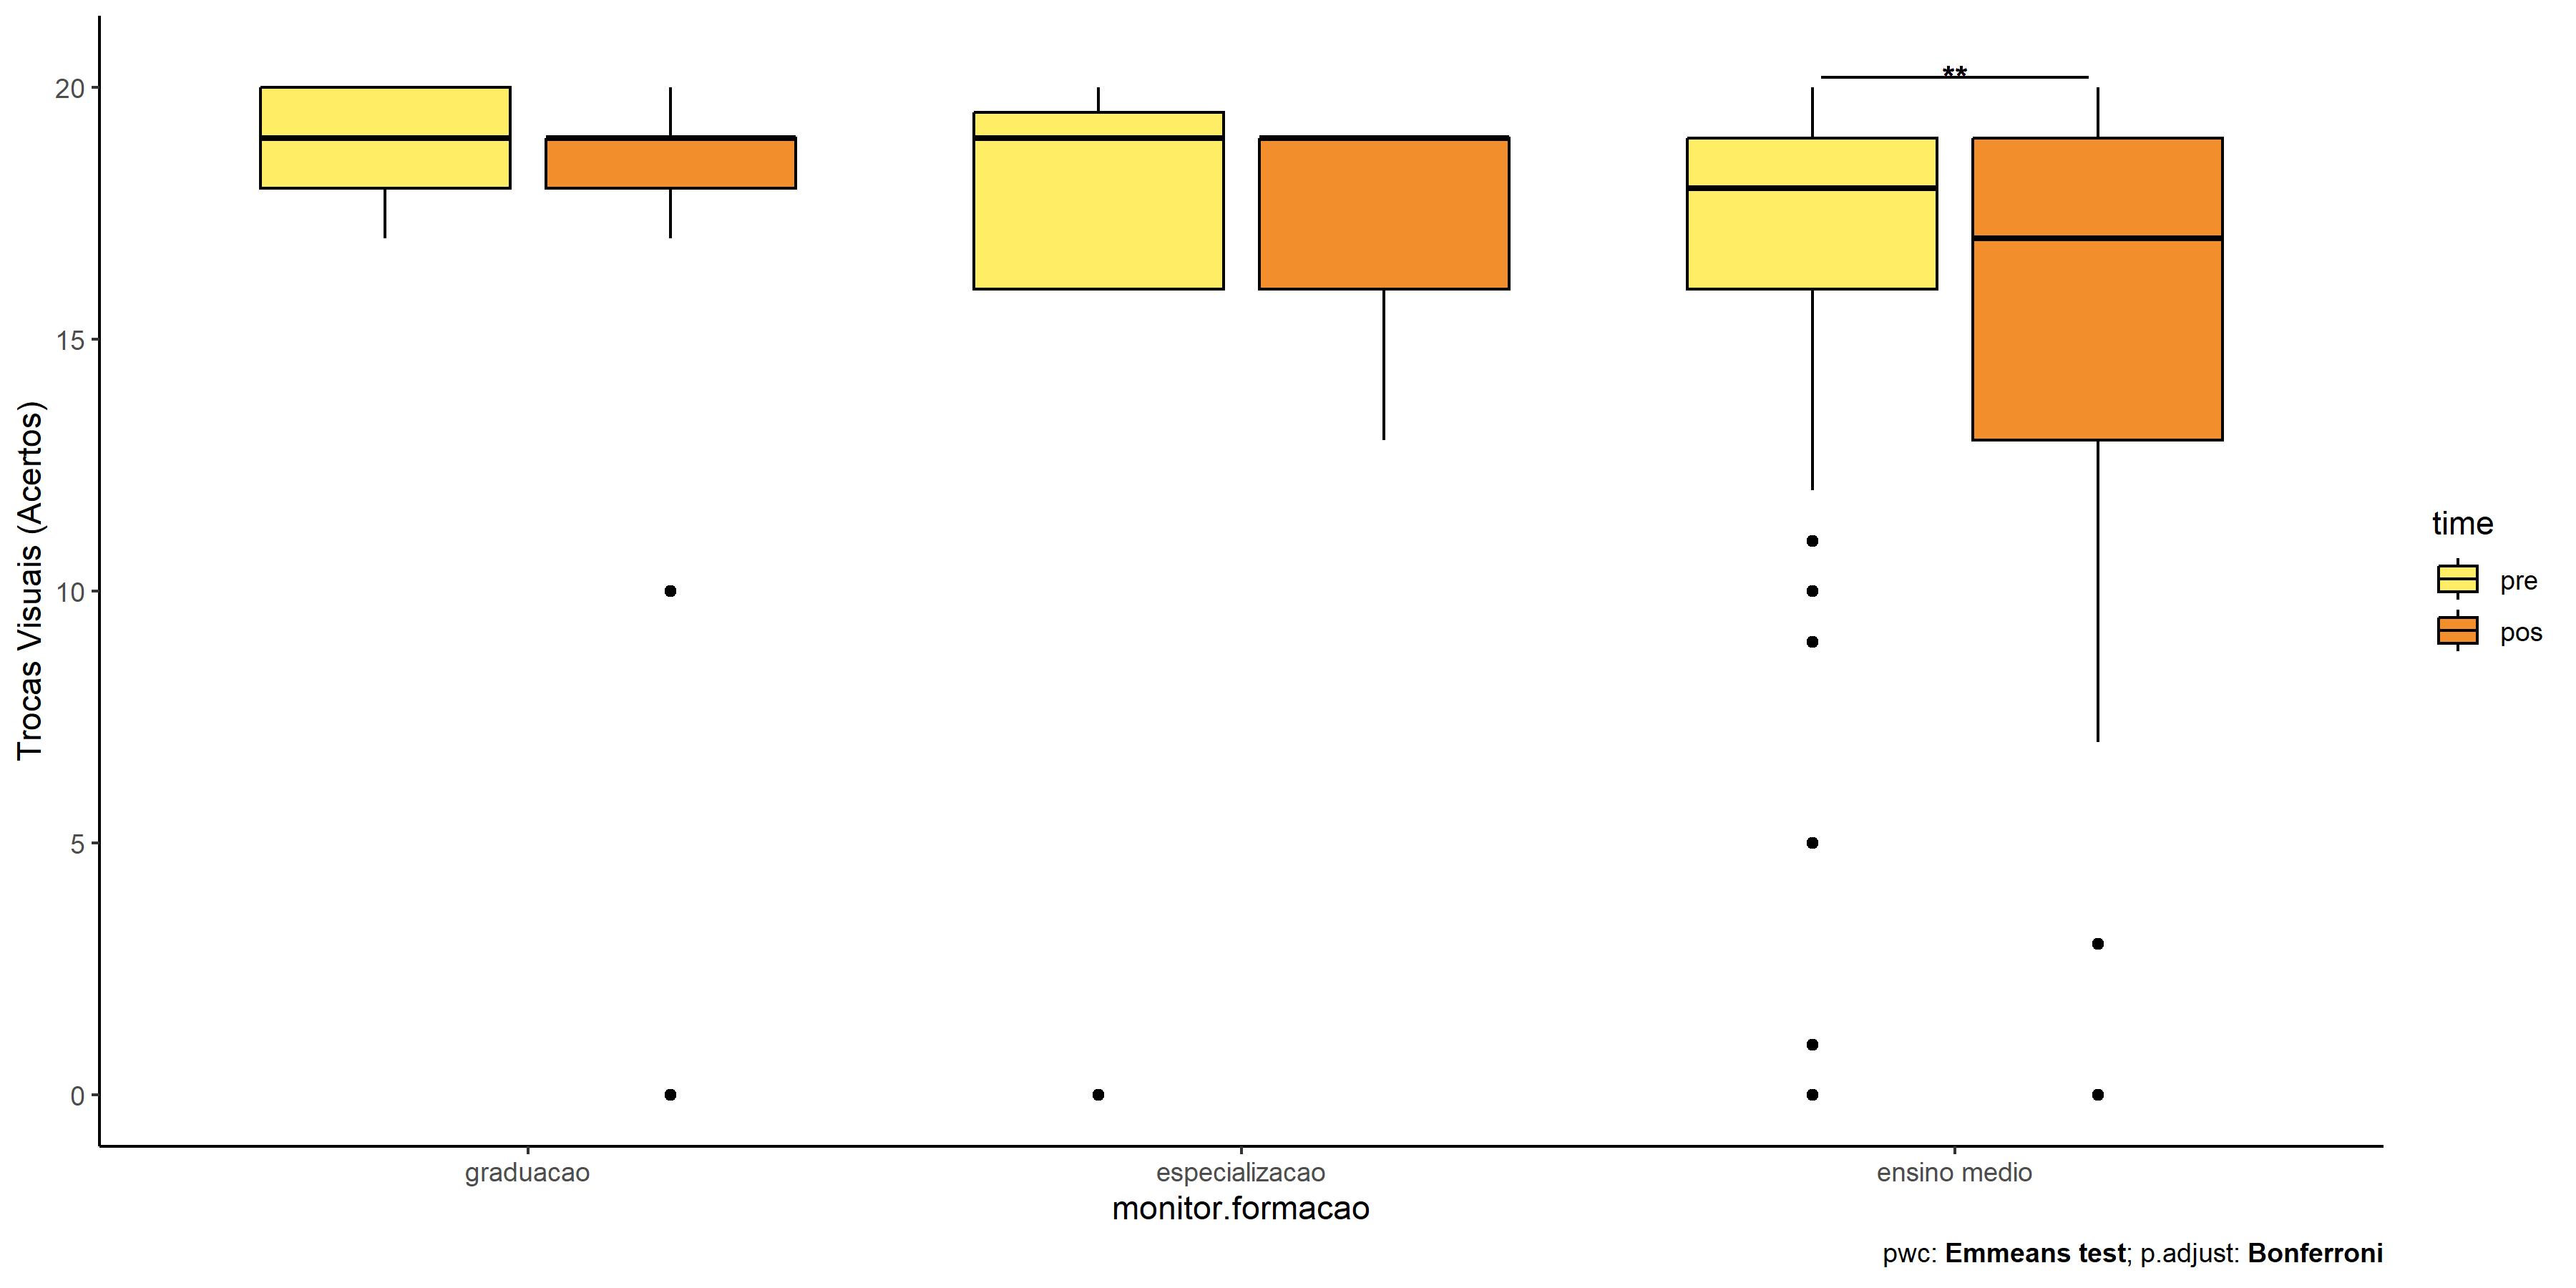 **
20
15
10
5
0
Trocas Visuais (Acertos)
graduacao
especializacao
ensino medio
monitor.formacao
time
pre
pos
pwc: Emmeans test; p.adjust: Bonferroni